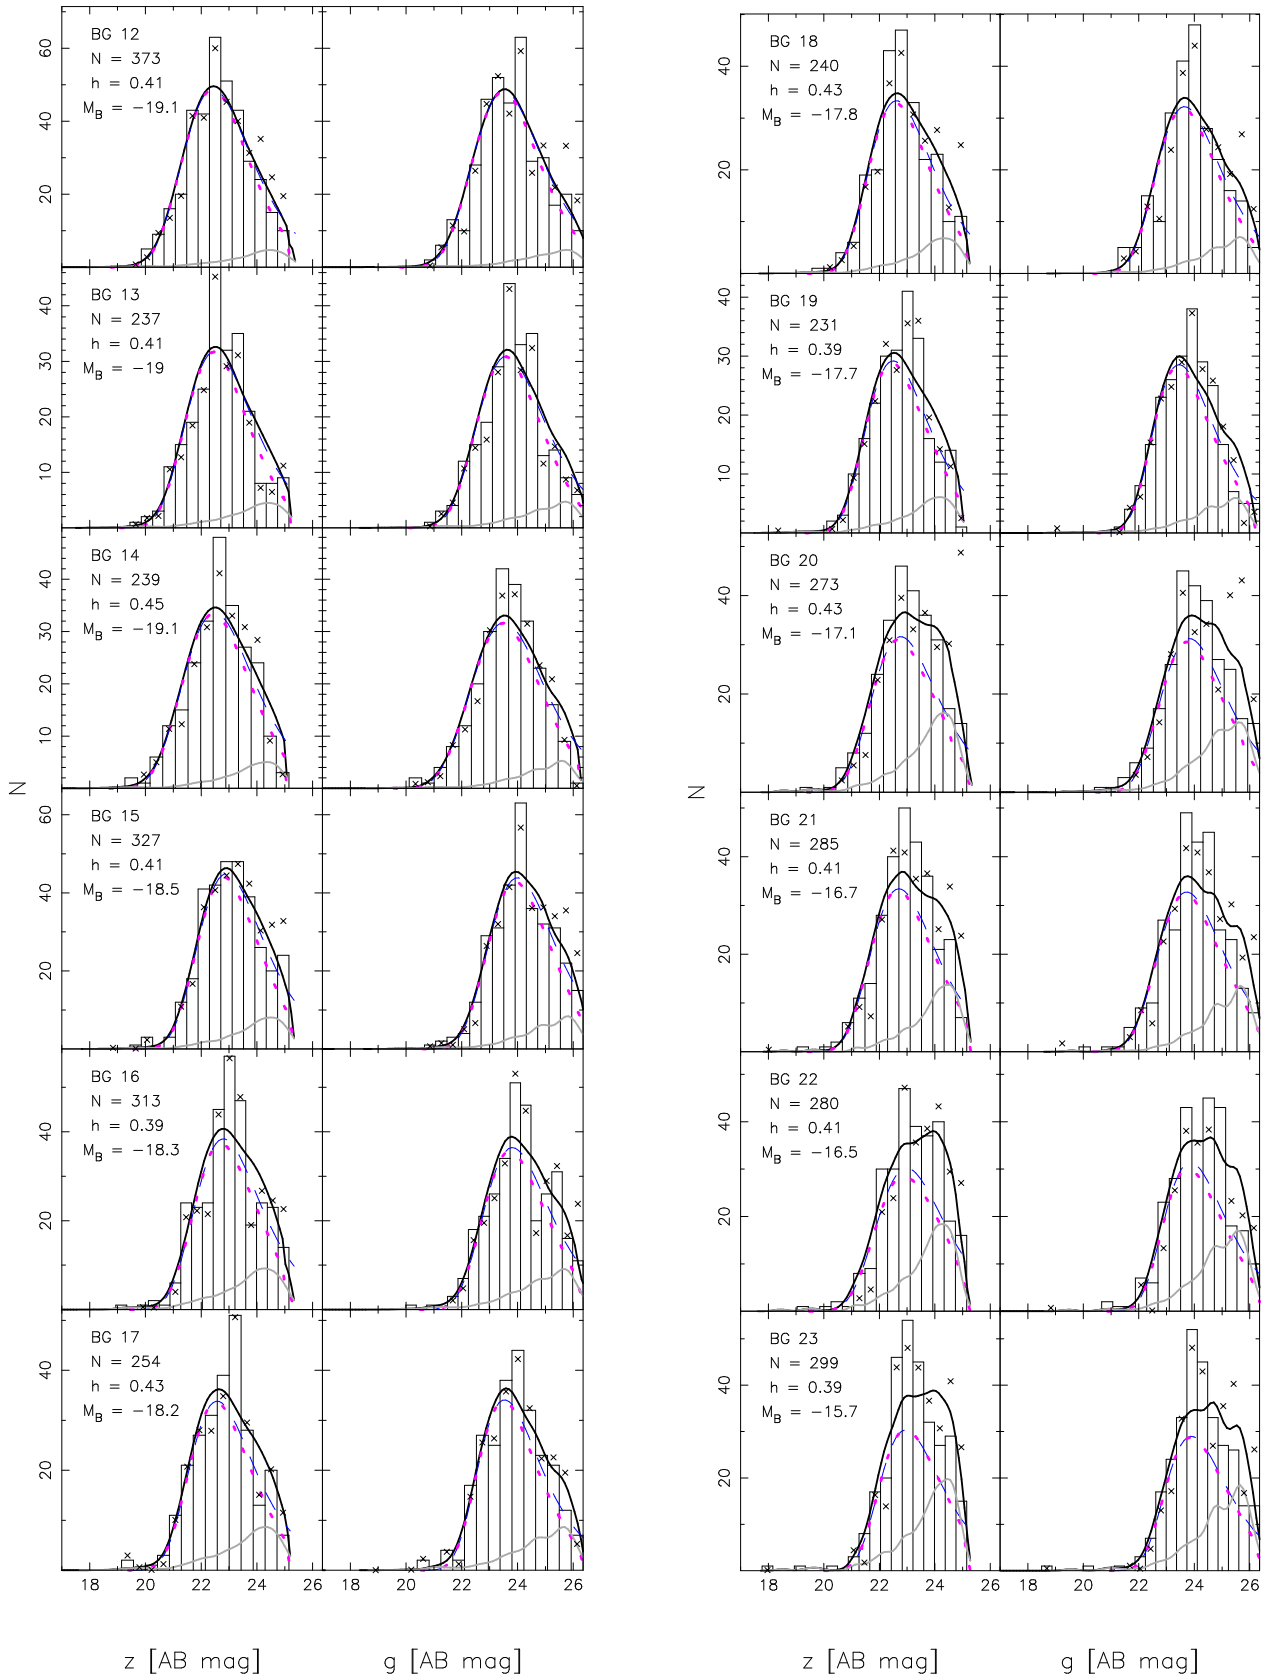 BG 12
N = 373
h = 0.41
M_B = −19.1
60
40
20
BG 13
N = 237
h = 0.41
M_B = −19
40
30
20
10
BG 14
N = 239
h = 0.45
M_B = −19.1
40
30
20
10
N
BG 15
N = 327
h = 0.41
M_B = −18.5
60
40
20
BG 16
N = 313
h = 0.39
M_B = −18.3
40
20
BG 17
N = 254
h = 0.43
M_B = −18.2
40
20
18 20 22 24 26 20 22 24 26
z [AB mag] g [AB mag]
BG 18
N = 240
h = 0.43
M_B = −17.8
40
20
BG 19
N = 231
h = 0.39
M_B = −17.7
40
30
20
10
BG 20
N = 273
h = 0.43
M_B = −17.1
40
20
N
BG 21
N = 285
h = 0.41
M_B = −16.7
40
20
BG 22
N = 280
h = 0.41
M_B = −16.5
40
20
BG 23
N = 299
h = 0.39
M_B = −15.7
40
20
18 20 22 24 26 20 22 24 26
z [AB mag] g [AB mag]